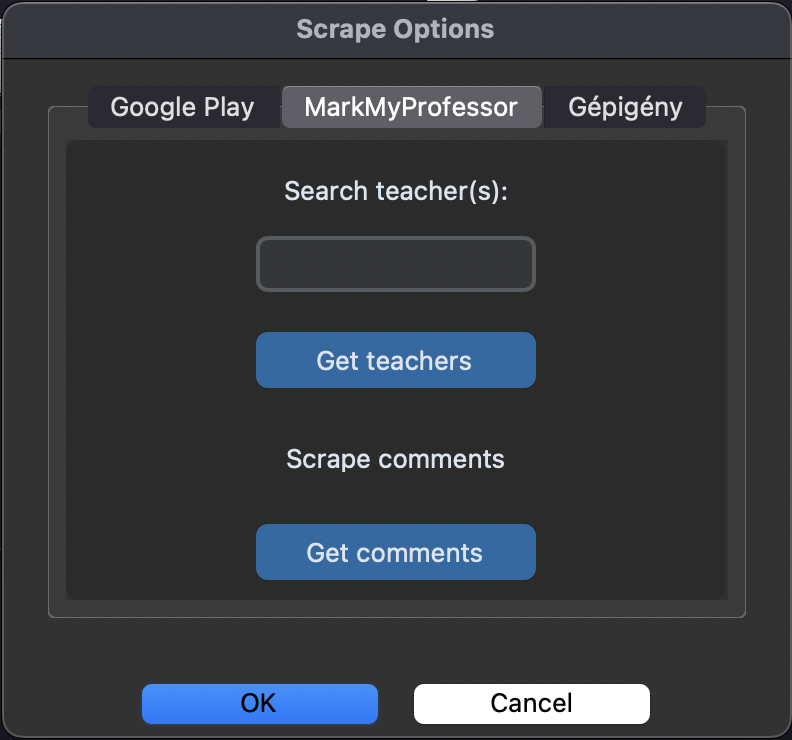 Scrape Options
Google Play MarkMyProfessor Gépigény
Search teacher(s):
Get teachers
Scrape comments
Get comments
OK Cancel